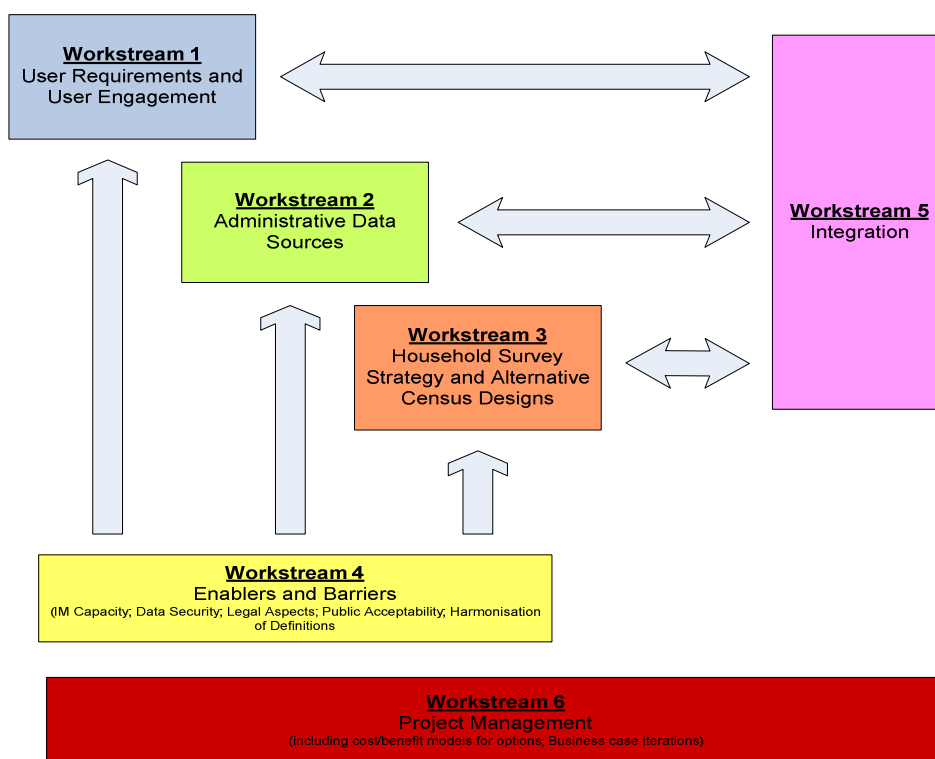 Workstream 1
User Requirements and
User Engagement
Workstream 2
Administrative Data
Sources
Workstream 5
Integration
Workstream 3
Household Survey
Strategy and Alternative
Census Designs
Workstream 4
Enablers and Barriers
(IM Capacity; Data Security; Legal Aspects; Public Acceptability; Harmonisation
of Definitions
Workstream 6
Project Management
(including cost/benefit models for options; Business case iterations)